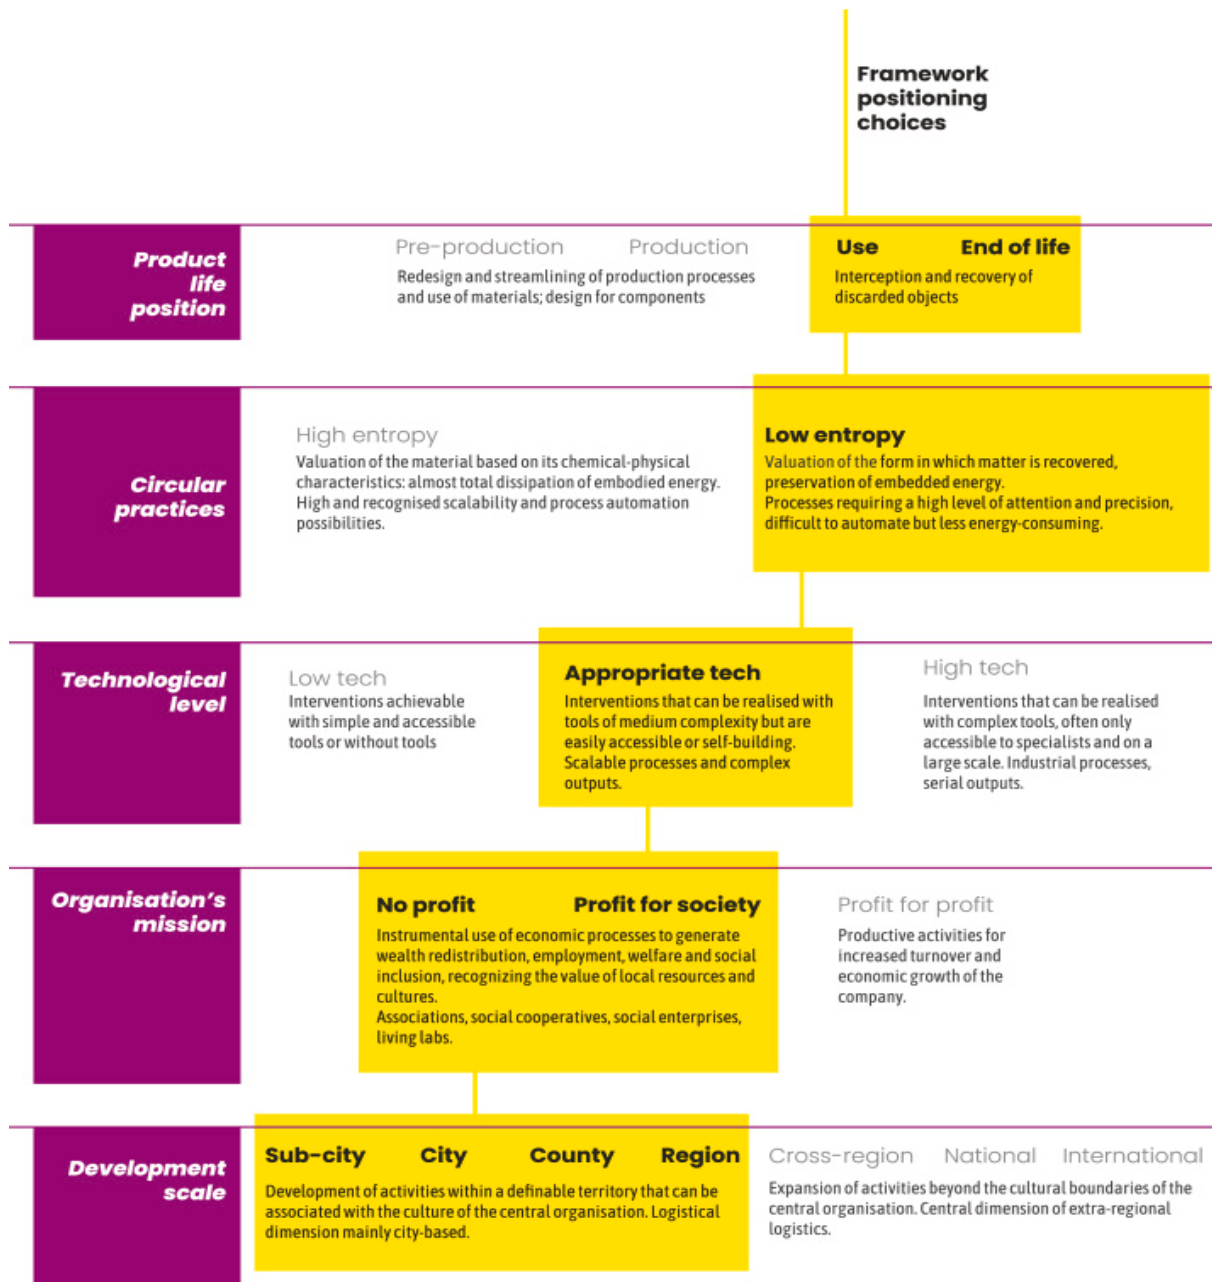 Framework
positioning
choices
Product
life
position
Pre-production Production
Redesign and streamlining of production processes
and use of materials; design for components
Use End of life
Interception and recovery of
discarded objects
Circular
practices
High entropy
Valuation of the material based on its chemical-physical
characteristics: almost total dissipation of embodied energy.
High and recognised scalability and process automation
possibilities.
Low entropy
Valuation of the form in which matter is recovered,
preservation of embedded energy.
Processes requiring a high level of attention and precision,
difficult to automate but less energy-consuming.
Technological
level
Low tech
Interventions achievable
with simple and accessible
tools or without tools
Appropriate tech
Interventions that can be realised with
tools of medium complexity but are
easily accessible or self-building.
Scalable processes and complex
outputs.
High tech
Interventions that can be realised
with complex tools, often only
accessible to specialists and on a
large scale. Industrial processes,
serial outputs.
Organisation's
mission
No profit Profit for society
Instrumental use of economic processes to generate
wealth redistribution, employment, welfare and social
inclusion, recognizing the value of local resources and
cultures.
Associations, social cooperatives, social enterprises,
living labs.
Profit for profit
Productive activities for
increased turnover and
economic growth of the
company.
Development
scale
Sub-city City County Region
Development of activities within a definable territory that can be
associated with the culture of the central organisation. Logistical
dimension mainly city-based.
Cross-region National International
Expansion of activities beyond the cultural boundaries of the
central organisation. Central dimension of extra-regional
logistics.